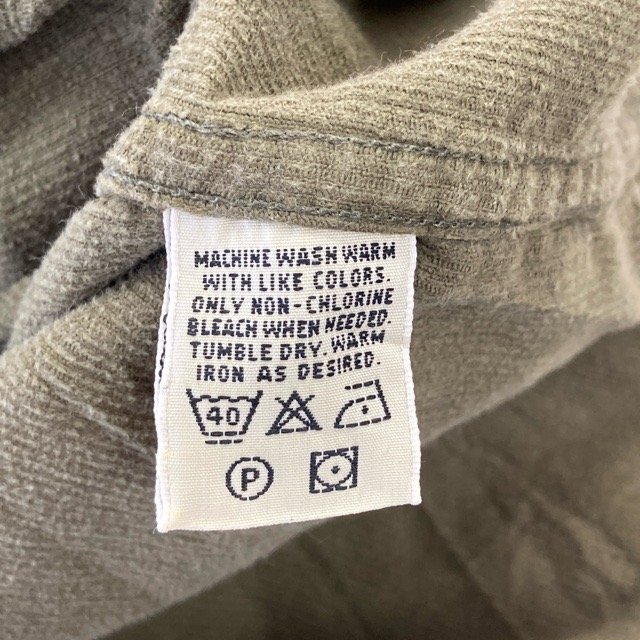 MACHINE WASH WARM
WITH LIKE COLORS.
ONLY NON-CHLORINE
BLEACH WHEN NEEDED.
TUMBLE DRY. WARM
IRON AS DESIRED.
40
P